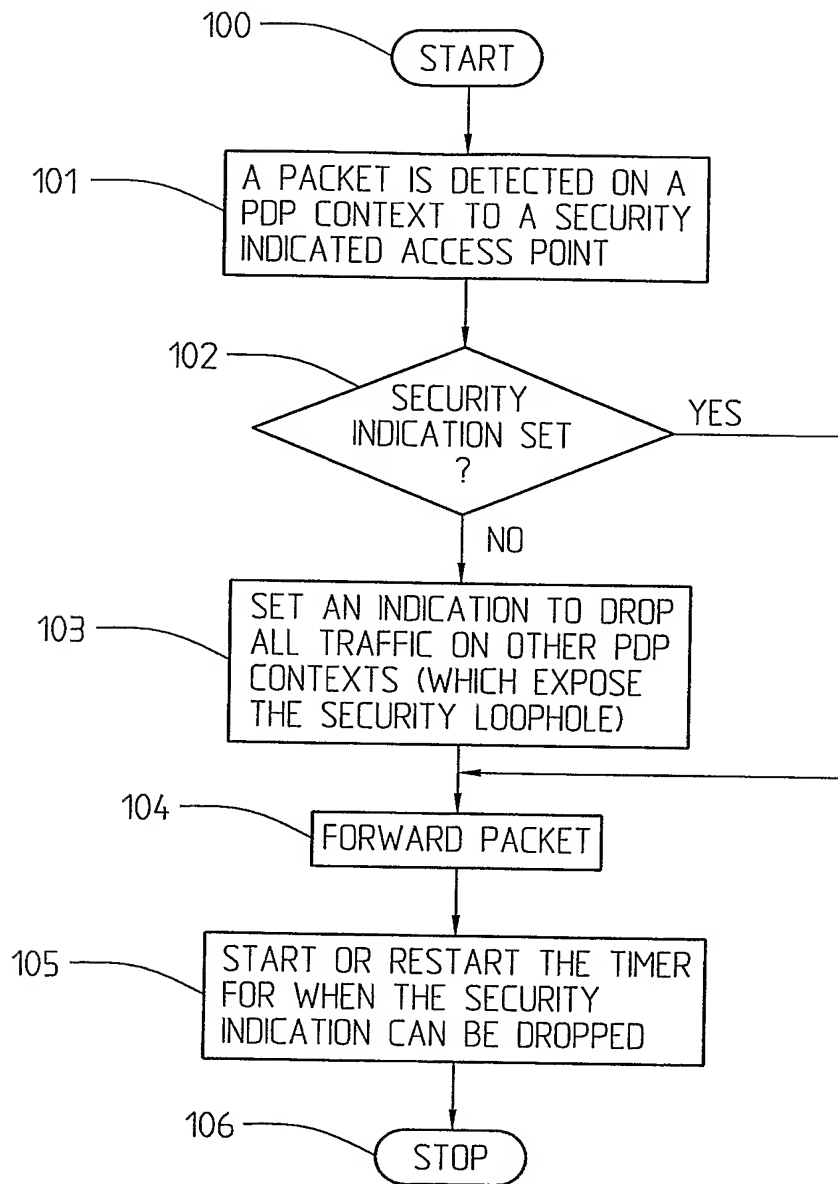 100
START
101
A PACKET IS DETECTED ON A
PDP CONTEXT TO A SECURITY
INDICATED ACCESS POINT
102
SECURITY
INDICATION SET
?
YES
NO
103
SET AN INDICATION TO DROP
ALL TRAFFIC ON OTHER PDP
CONTEXTS (WHICH EXPOSE
THE SECURITY LOOPHOLE)
104
FORWARD PACKET
105
START OR RESTART THE TIMER
FOR WHEN THE SECURITY
INDICATION CAN BE DROPPED
106
STOP